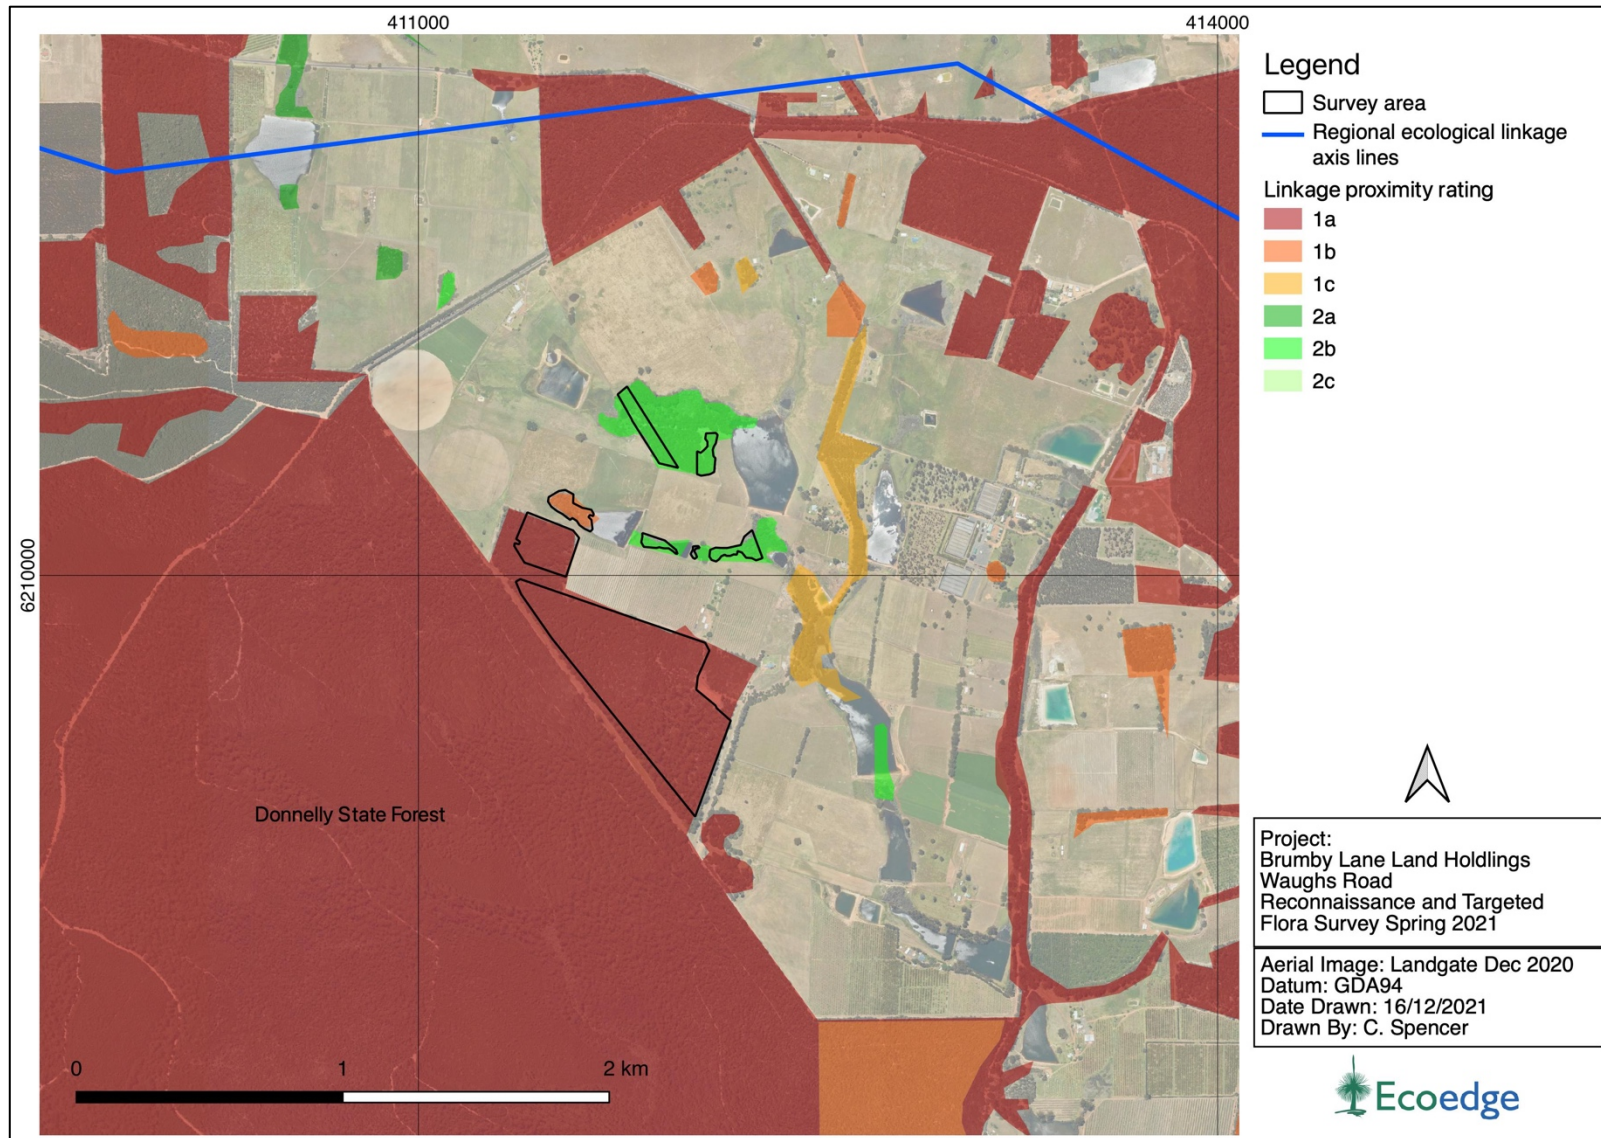 411000
414000
6210000
Legend
Survey area
Regional ecological linkage
axis lines
Linkage proximity rating
1a
1b
1c
2a
2b
2c
Donnelly State Forest
0
1
2 km
Project:
Brumby Lane Land Holdlings
Waughs Road
Reconnaissance and Targeted
Flora Survey Spring 2021
Aerial Image: Landgate Dec 2020
Datum: GDA94
Date Drawn: 16/12/2021
Drawn By: C. Spencer
Ecoedge